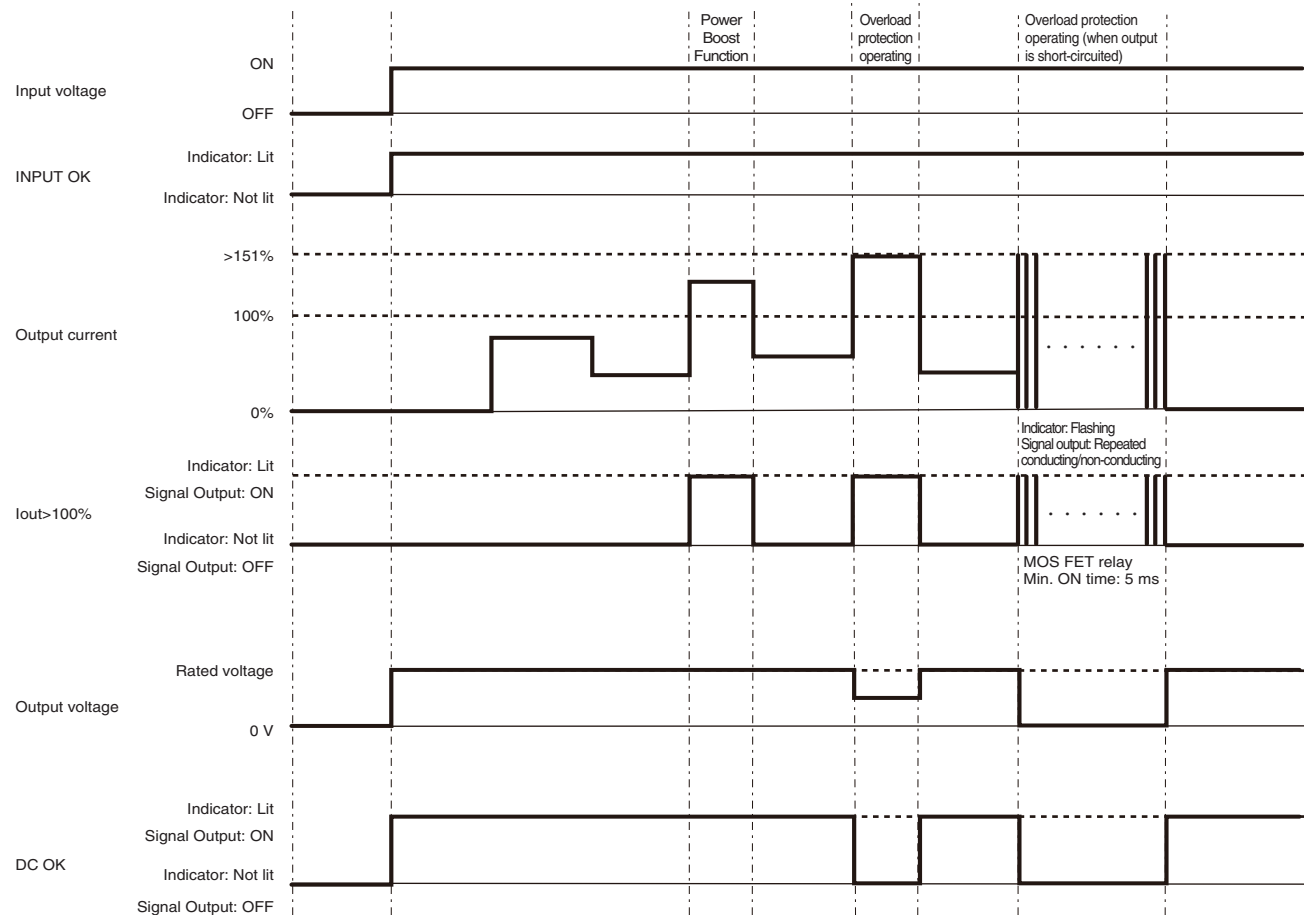 Power
Boost
Function
Overload
protection
operating
Overload protection
operating (when output
is short-circuited)
ON
Input voltage
OFF
Indicator: Lit
INPUT OK
Indicator: Not lit
>151%
100%
Output current
0%
Indicator: Flashing
Signal output: Repeated
conducting/non-conducting
Indicator: Lit
Signal Output: ON
Iout>100%
Indicator: Not lit
Signal Output: OFF
MOS FET relay
Min. ON time: 5 ms
Rated voltage
Output voltage
0 V
Indicator: Lit
Signal Output: ON
DC OK
Indicator: Not lit
Signal Output: OFF